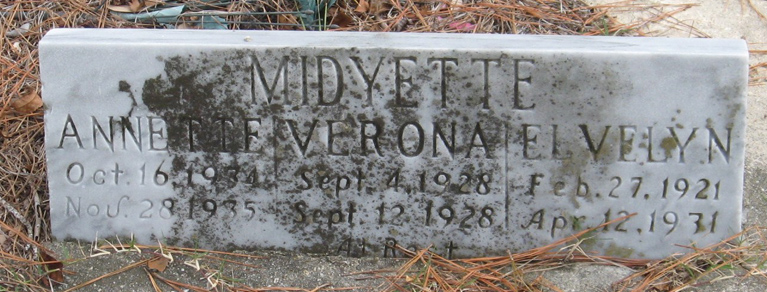 MIDYETTE
ANNETTE VERONA ELVELYN
Oct. 16, 1934 Sept. 4, 1928 Feb. 27, 1921
Nov. 28 1935 Sept. 12 1928 Apr. 12, 1931
At Rest